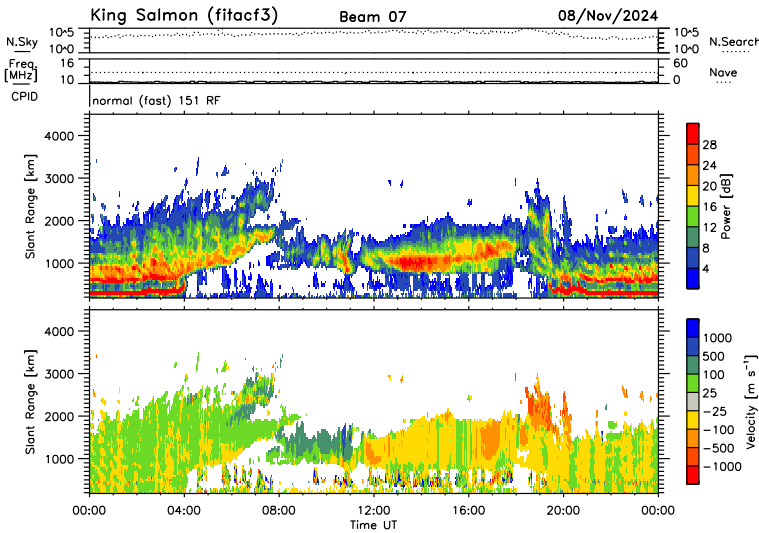 King Salmon (fitacf3) Beam 07 08/Nov/2024
N.Sky 10^5 10^0 10^5 10^0 N.Search
Freq. [MHz] 16 10 60 0 Nave
CPID normal (fast) 151 RF
4000
3000
2000
1000
Slant Range [km]
28
24
20
16
12
8
4
Power [dB]
4000
3000
2000
1000
Slant Range [km]
1000
500
100
25
-25
-100
-500
-1000
Velocity [m s⁻¹]
00:00 04:00 08:00 12:00 16:00 20:00 00:00
Time UT